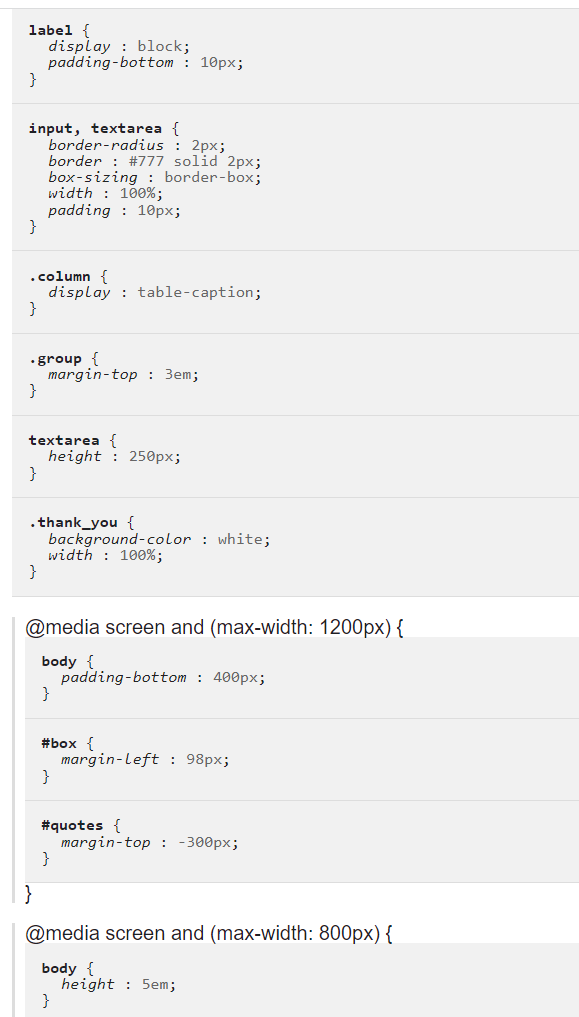 label {
display : block;
padding-bottom : 10px;
}
input, textarea {
border-radius : 2px;
border : #777 solid 2px;
box-sizing : border-box;
width : 100%;
padding : 10px;
}
.column {
display : table-caption;
}
.group {
margin-top : 3em;
}
textarea {
height : 250px;
}
.thank_you {
background-color : white;
width : 100%;
}
@media screen and (max-width: 1200px) {
body {
padding-bottom : 400px;
}
#box {
margin-left : 98px;
}
#quotes {
margin-top : -300px;
}
}
@media screen and (max-width: 800px) {
body {
height : 5em;
}